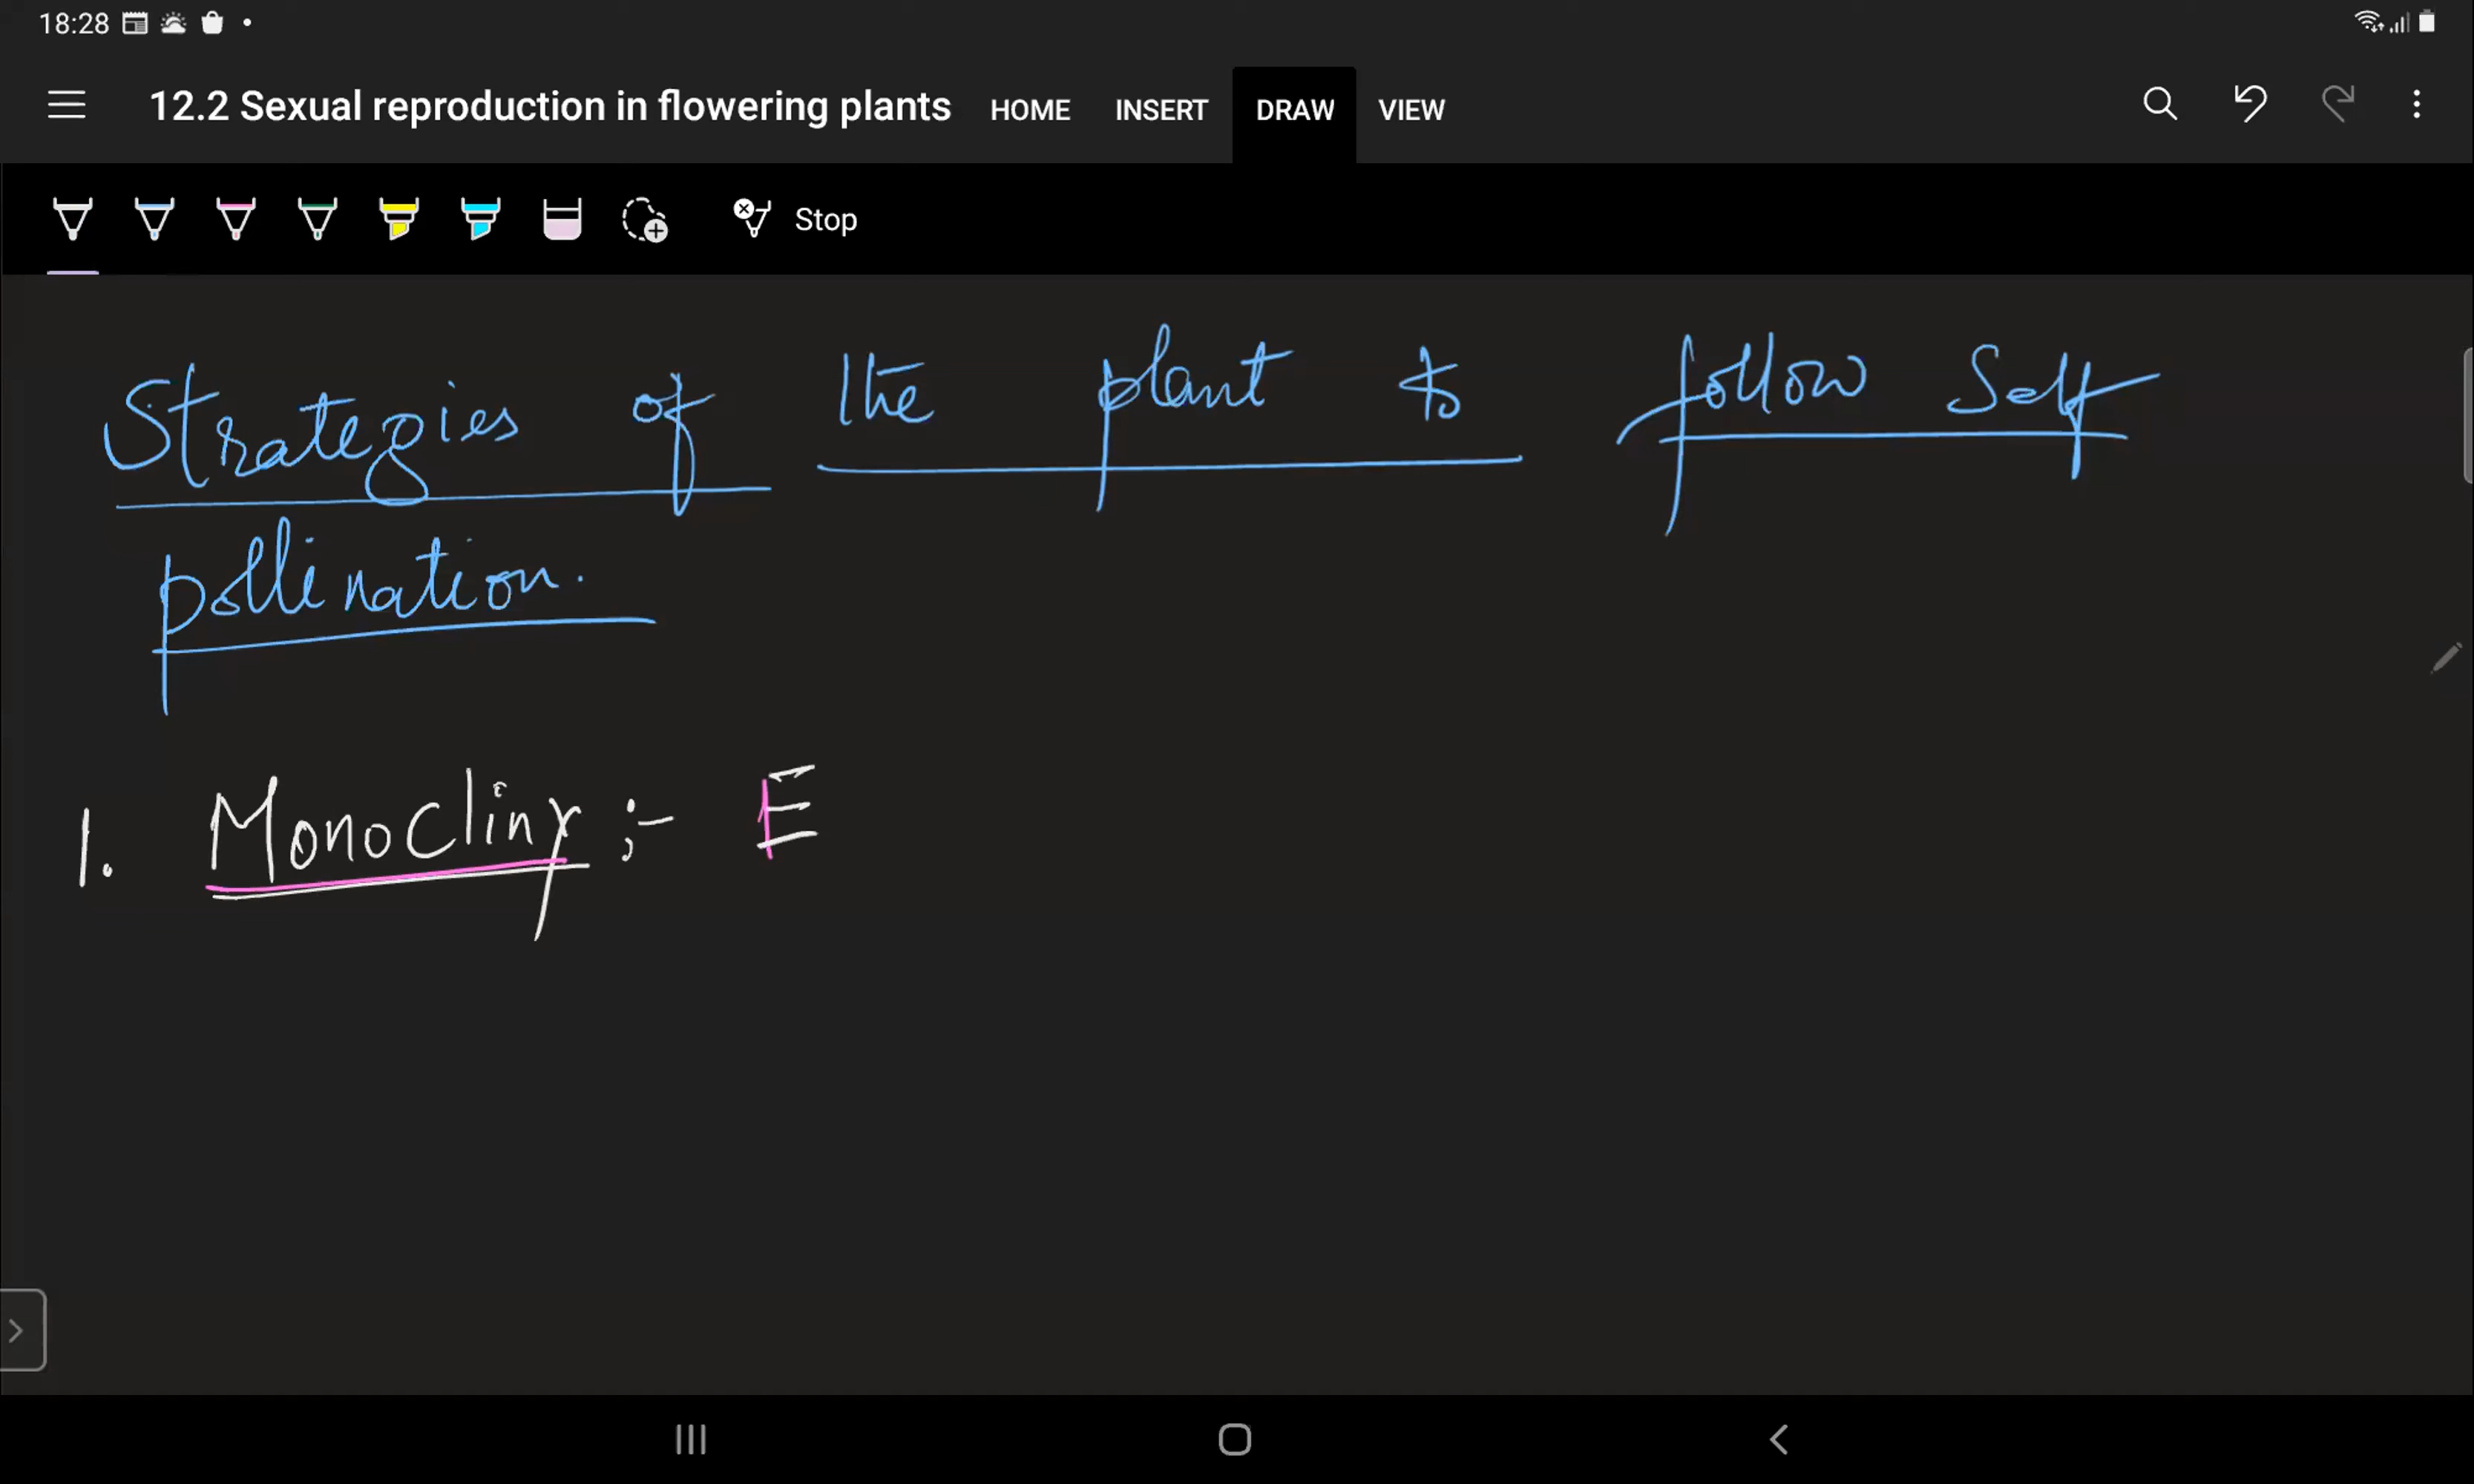 18:28
12.2 Sexual reproduction in flowering plants HOME INSERT DRAW VIEW
Stop
Strategies of the plant to follow Self
pollination.
1. Monocliny :- E